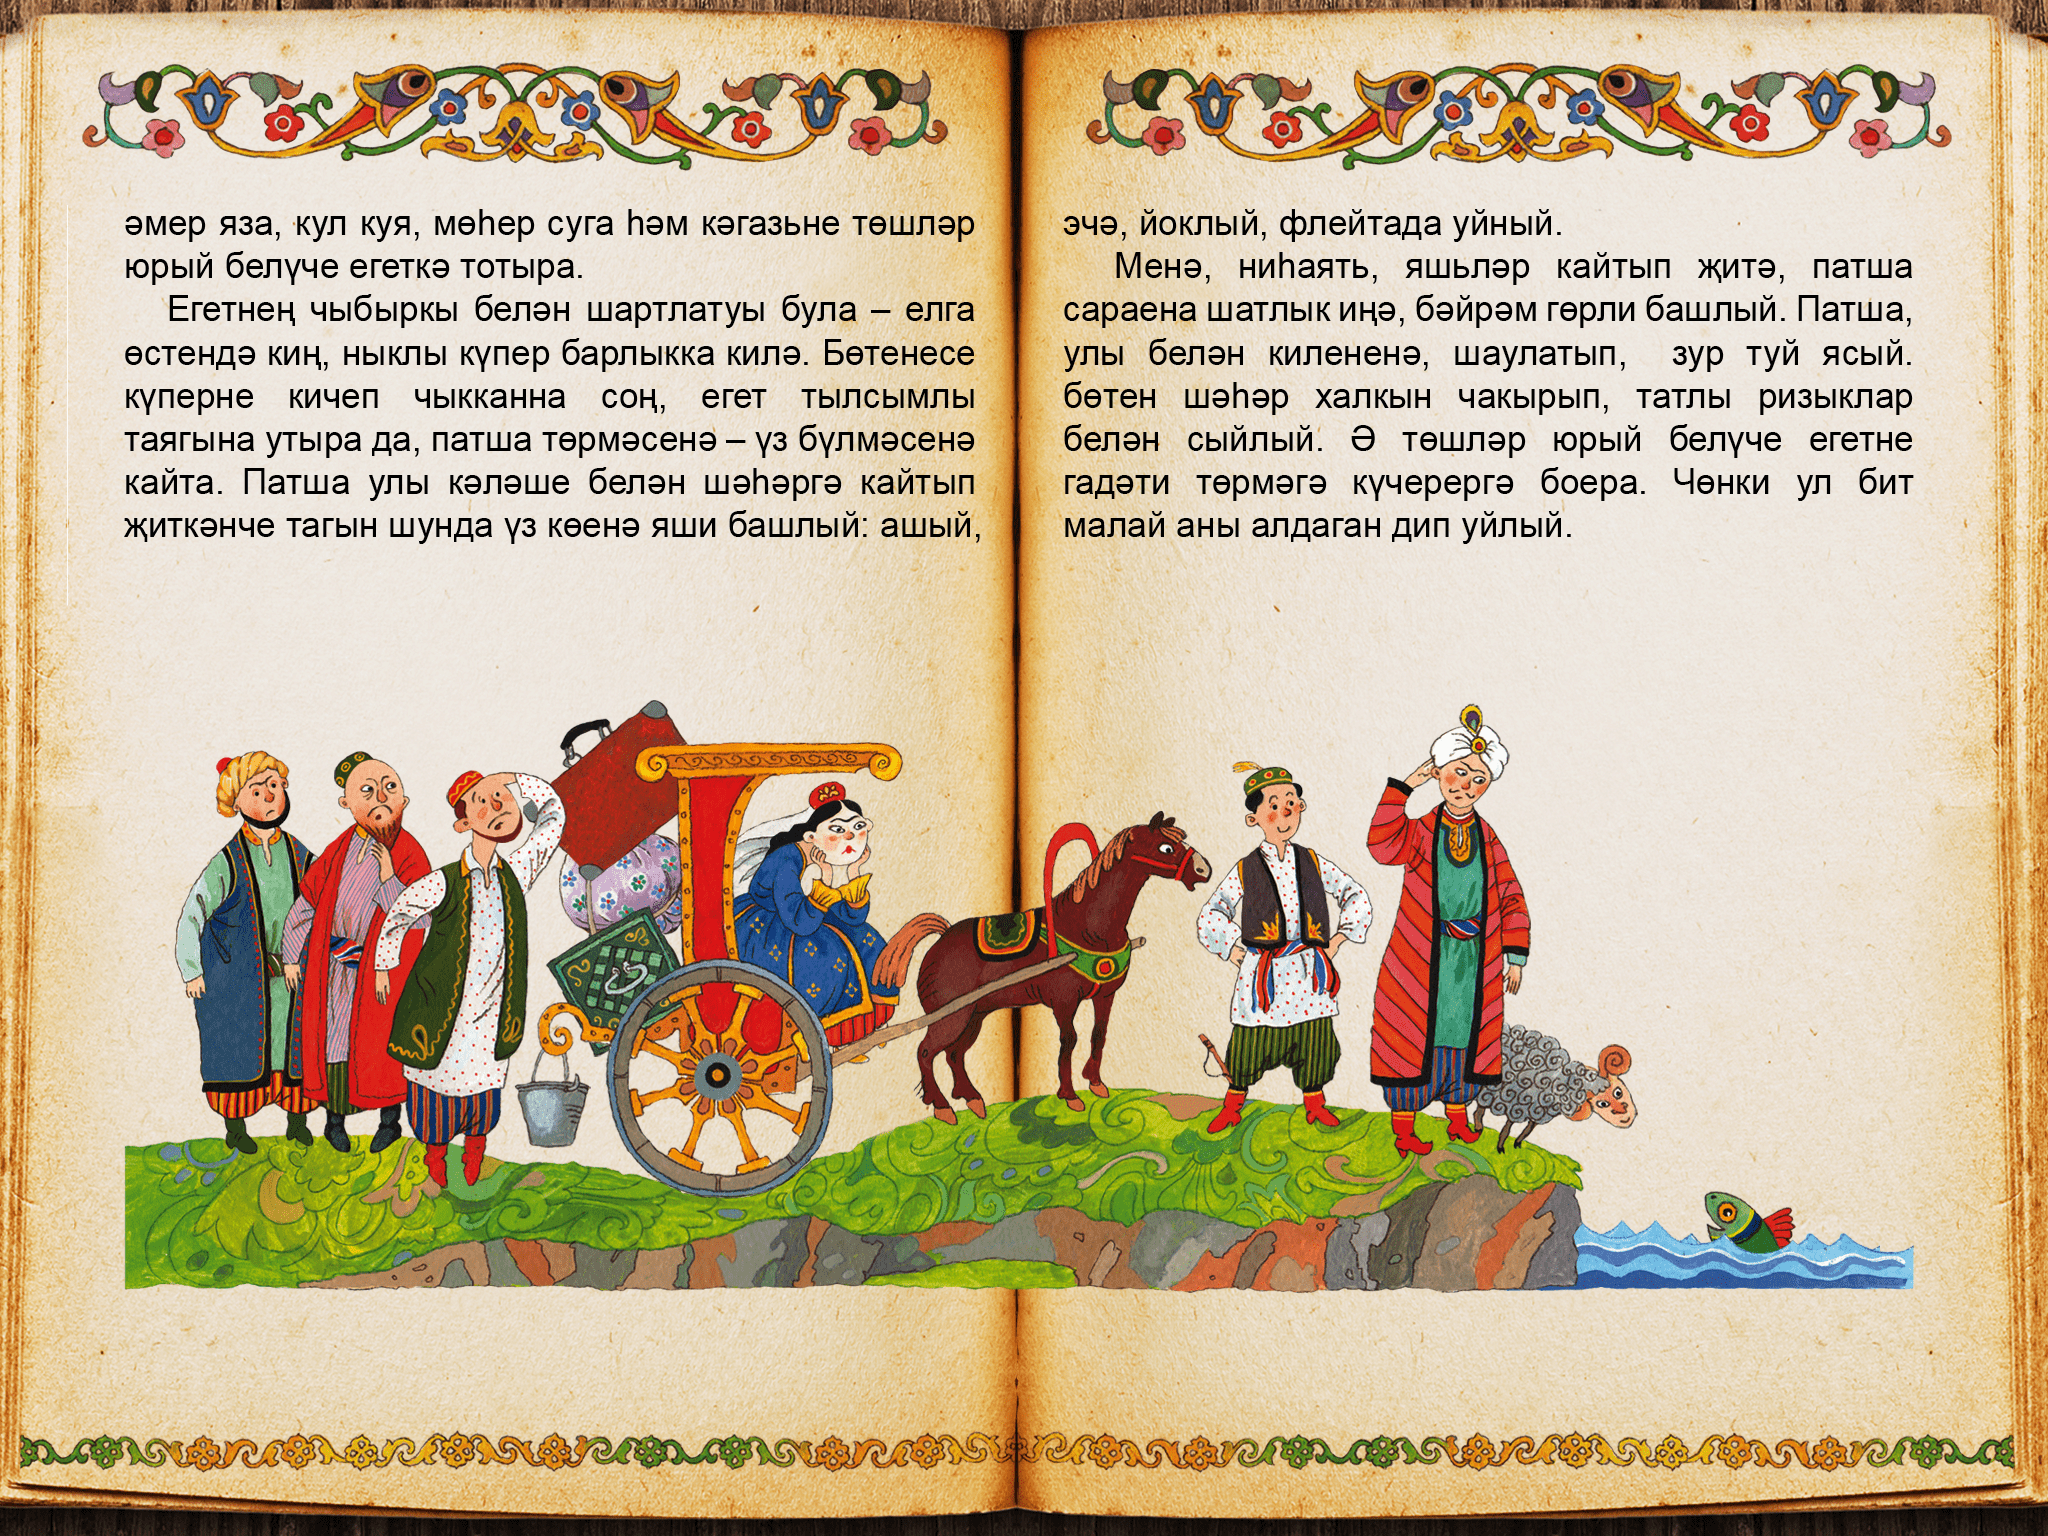 әмер яза, кул куя, мөһер суга һәм кәгазьне төшләр
юрый белүче егеткә тотыра.
Егетнең чыбыркы белән шартлатуы була – елга
өстендә киң, ныклы күпер барлыкка килә. Бөтенесе
күперне кичеп чыкканна соң, егет тылсымлы
таягына утыра да, патша төрмәсенә – үз бүлмәсенә
кайта. Патша улы кәләше белән шәһәргә кайтып
җиткәнче тагын шунда үз көенә яши башлый: ашый,
эчә, йоклый, флейтада уйный.
Менә, ниһаять, яшьләр кайтып җитә, патша
сараена шатлык иңә, бәйрәм гөрли башлый. Патша,
улы белән килененә, шаулатып, зур туй ясый.
бөтен шәһәр халкын чакырып, татлы ризыклар
белән сыйлый. Ә төшләр юрый белүче егетне
гадәти төрмәгә күчерергә боера. Чөнки ул бит
малай аны алдаган дип уйлый.